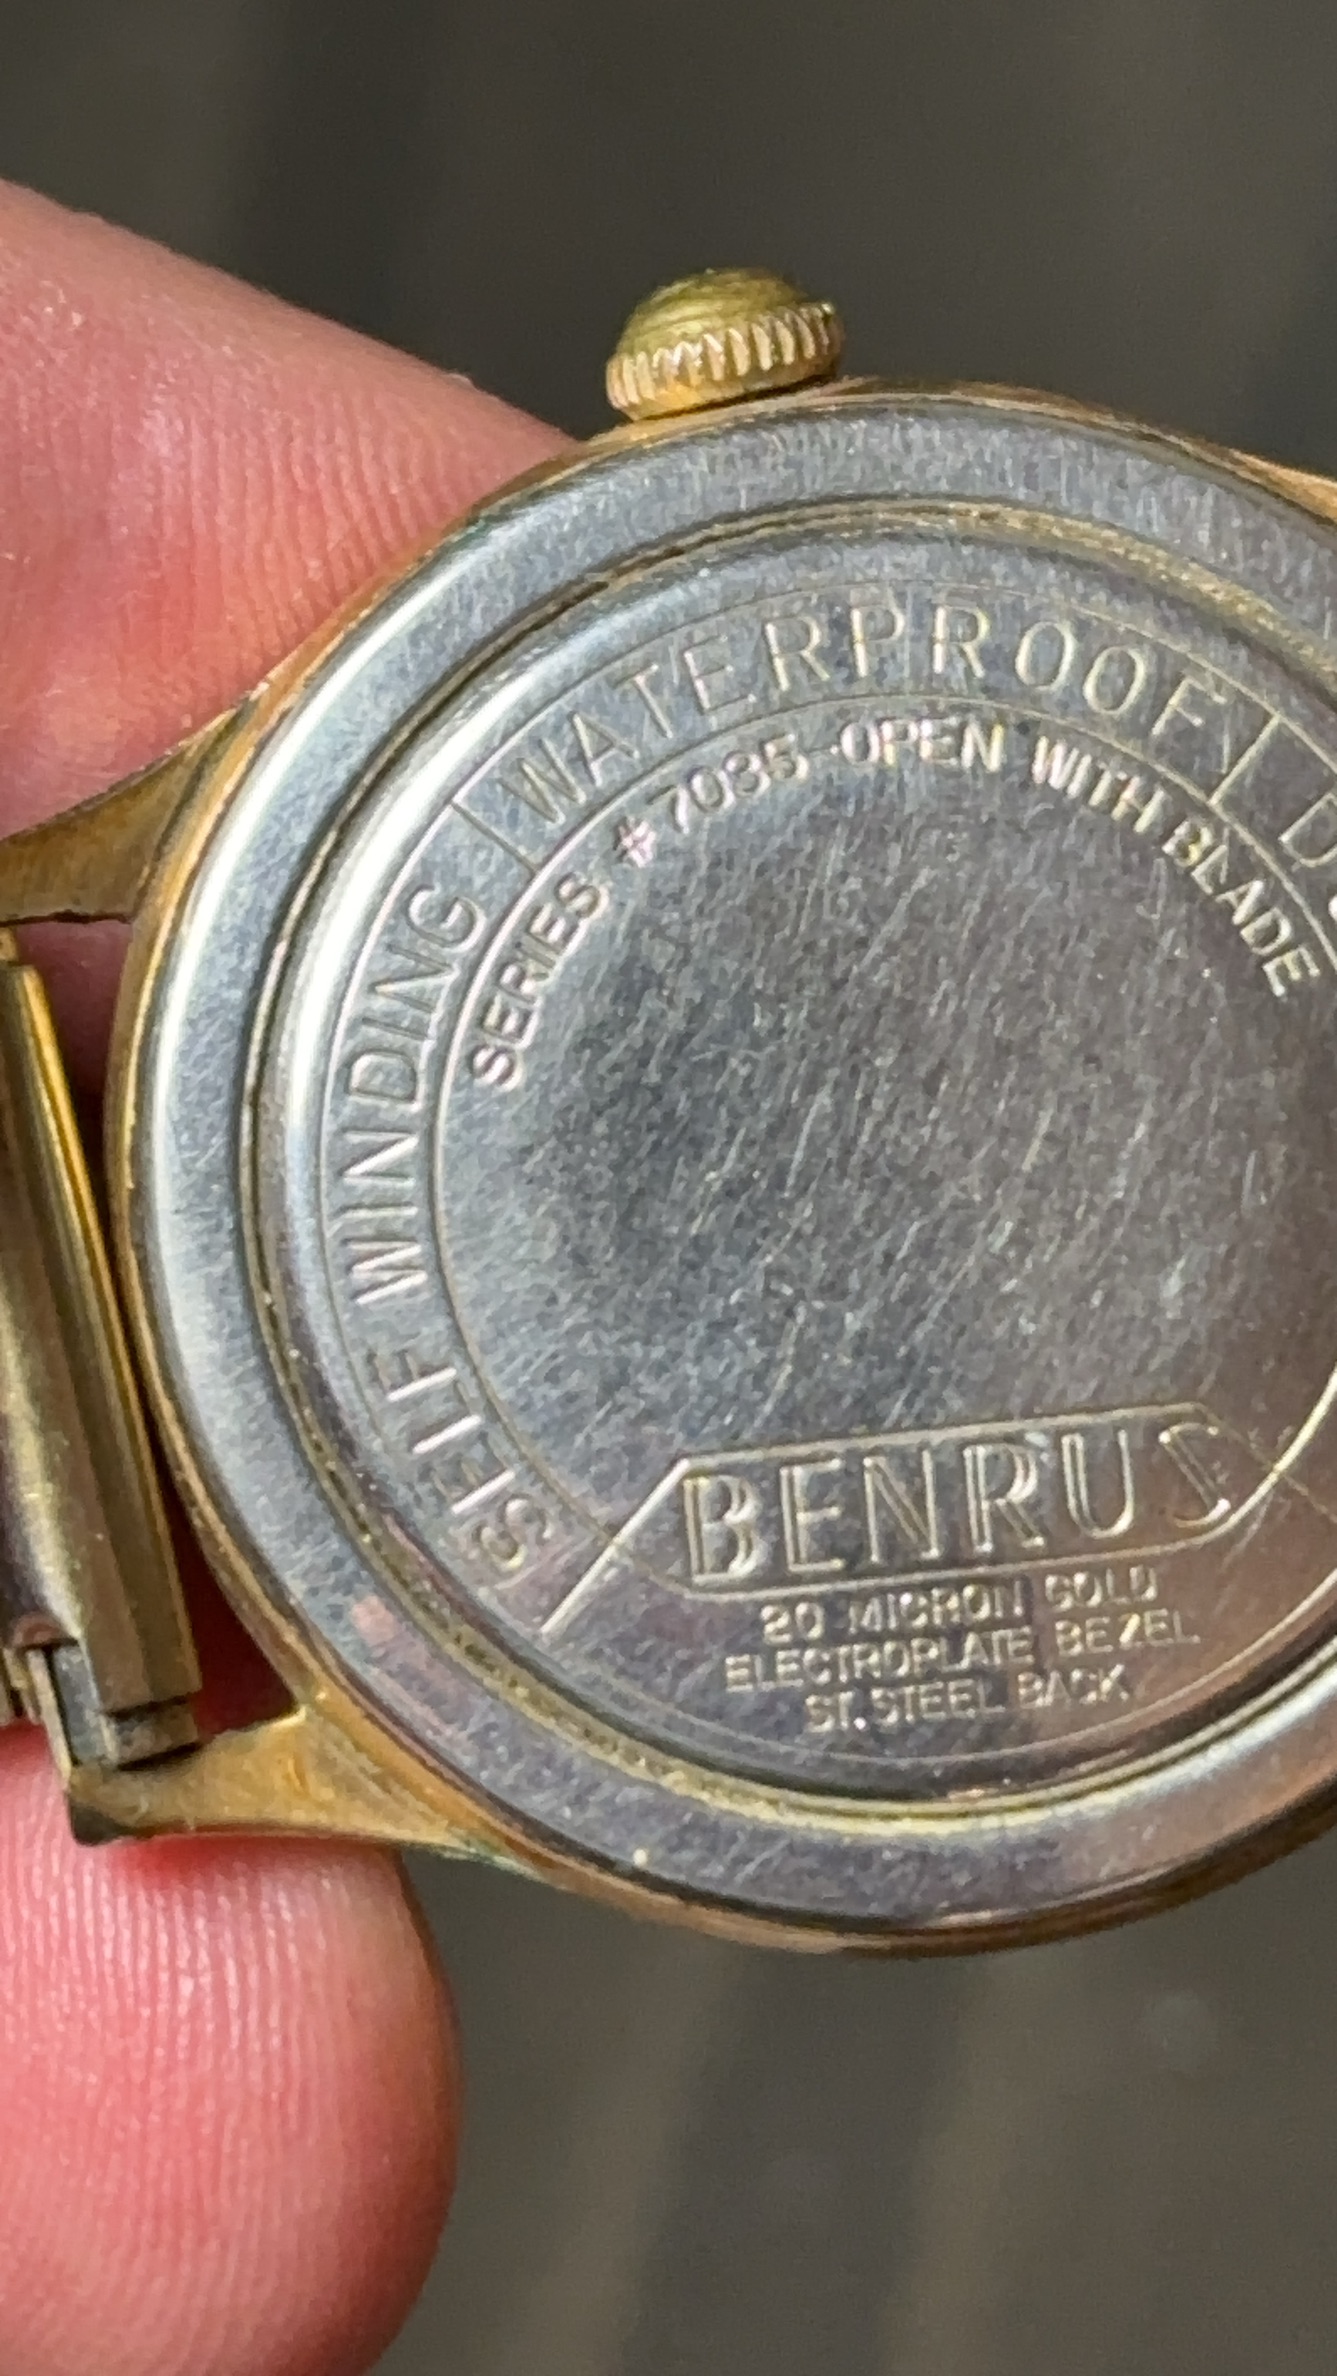 SELF WINDING | WATERPROOF | D
SERIES # 7035-OPEN WITH BLADE
BENRUS
20 MICRON GOLD
ELECTROPLATE BEZEL
ST. STEEL BACK